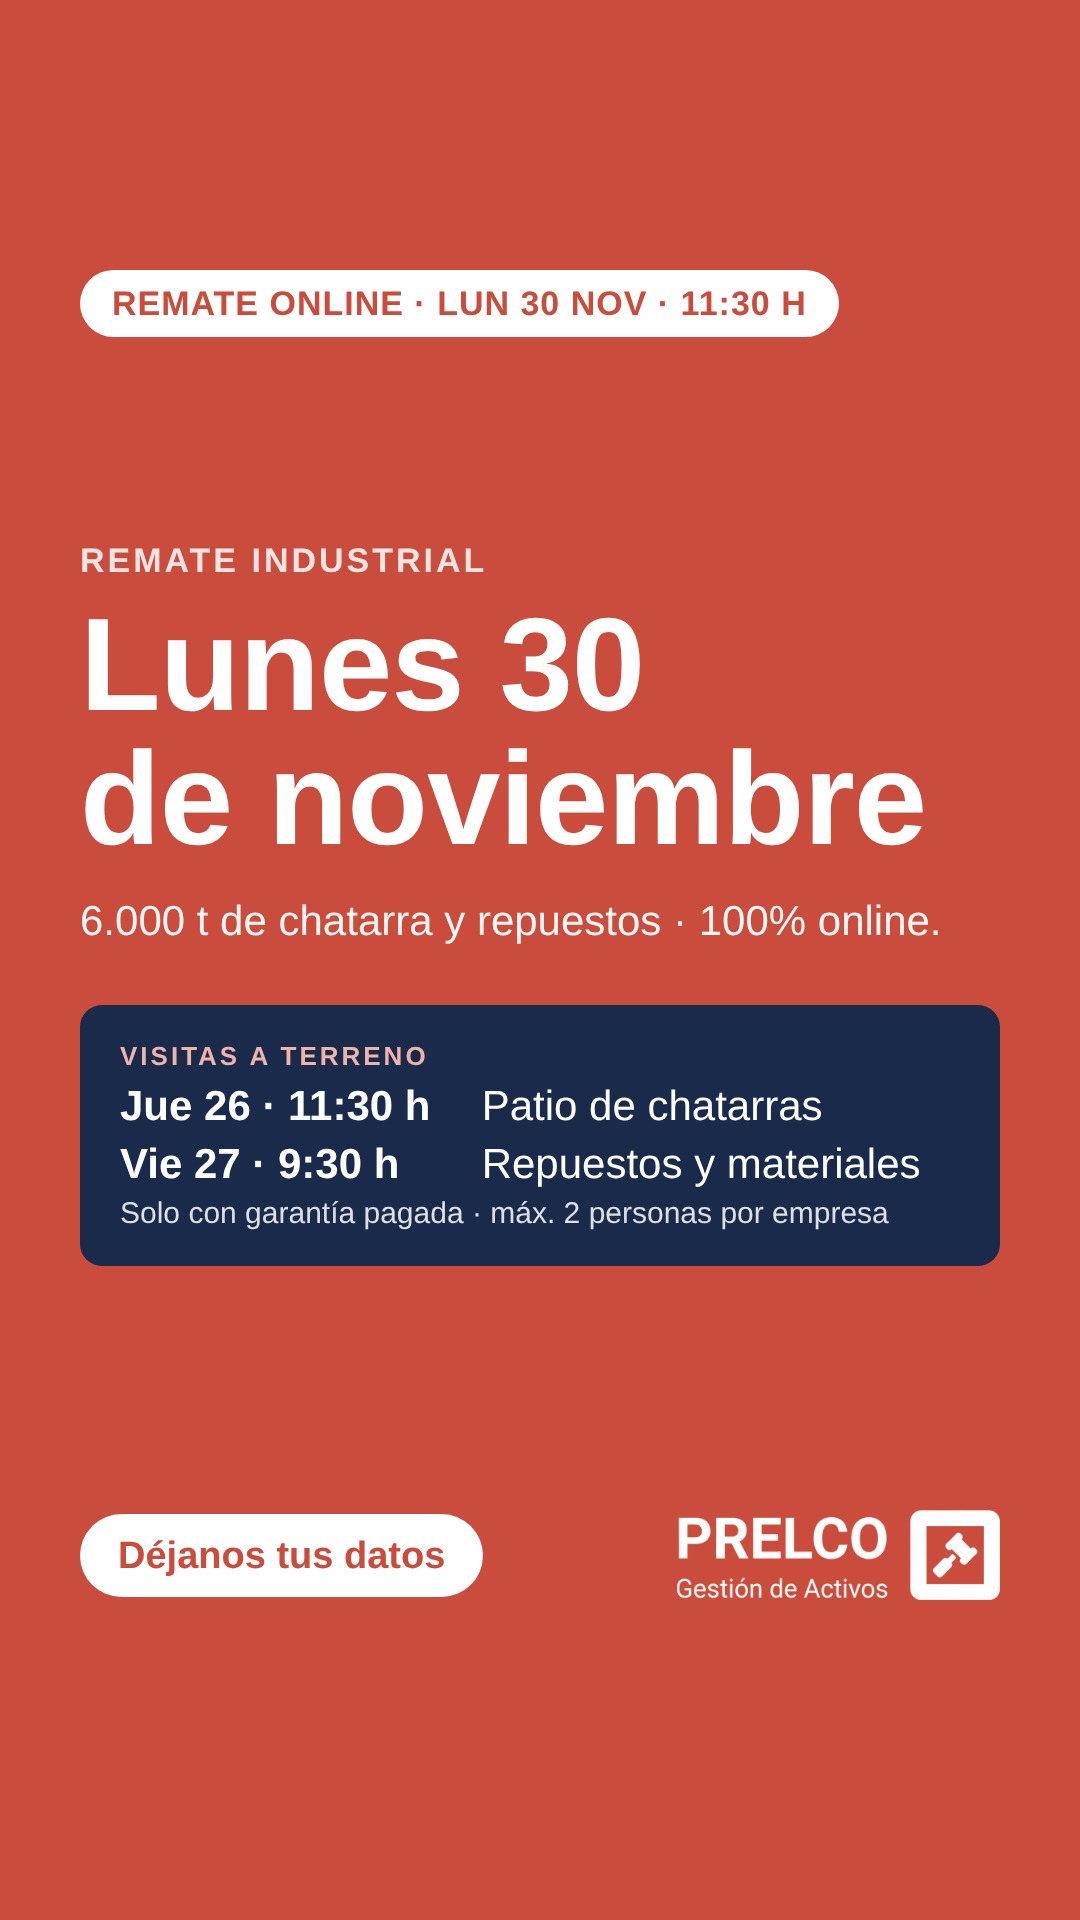 REMATE ONLINE · LUN 30 NOV · 11:30 H
REMATE INDUSTRIAL
Lunes 30
de noviembre
6.000 t de chatarra y repuestos · 100% online.
VISITAS A TERRENO
Jue 26 · 11:30 h Patio de chatarras
Vie 27 · 9:30 h Repuestos y materiales
Solo con garantía pagada · máx. 2 personas por empresa
Déjanos tus datos
PRELCO
Gestión de Activos